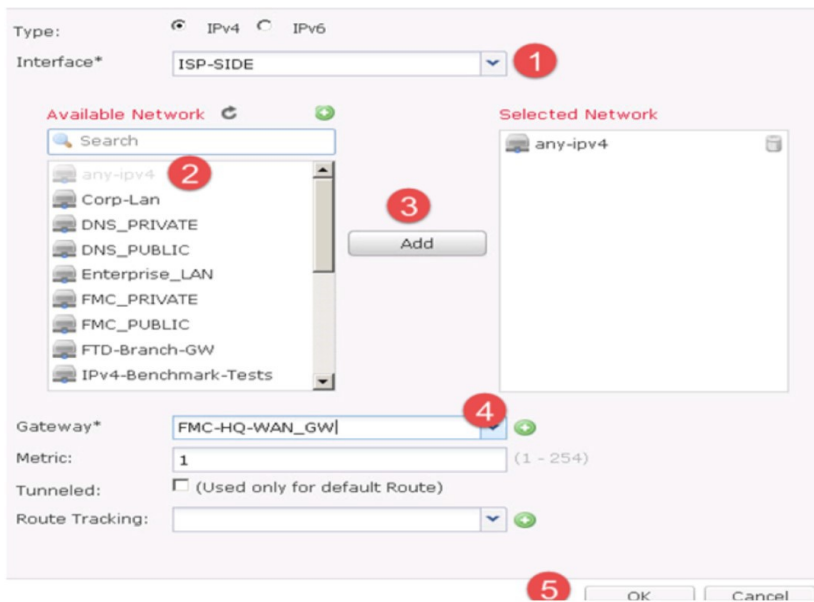 Type: IPv4 IPv6
Interface* ISP-SIDE 1
Available Network Selected Network
Search any-ipv4
any-ipv4 2
Corp-Lan
3
DNS_PRIVATE
DNS_PUBLIC Add
Enterprise_LAN
FMC_PRIVATE
FMC_PUBLIC
FTD-Branch-GW
IPv4-Benchmark-Tests
4
Gateway* FMC-HQ-WAN_GW
Metric: 1 (1 - 254)
Tunneled: (Used only for default Route)
Route Tracking:
5 OK Cancel